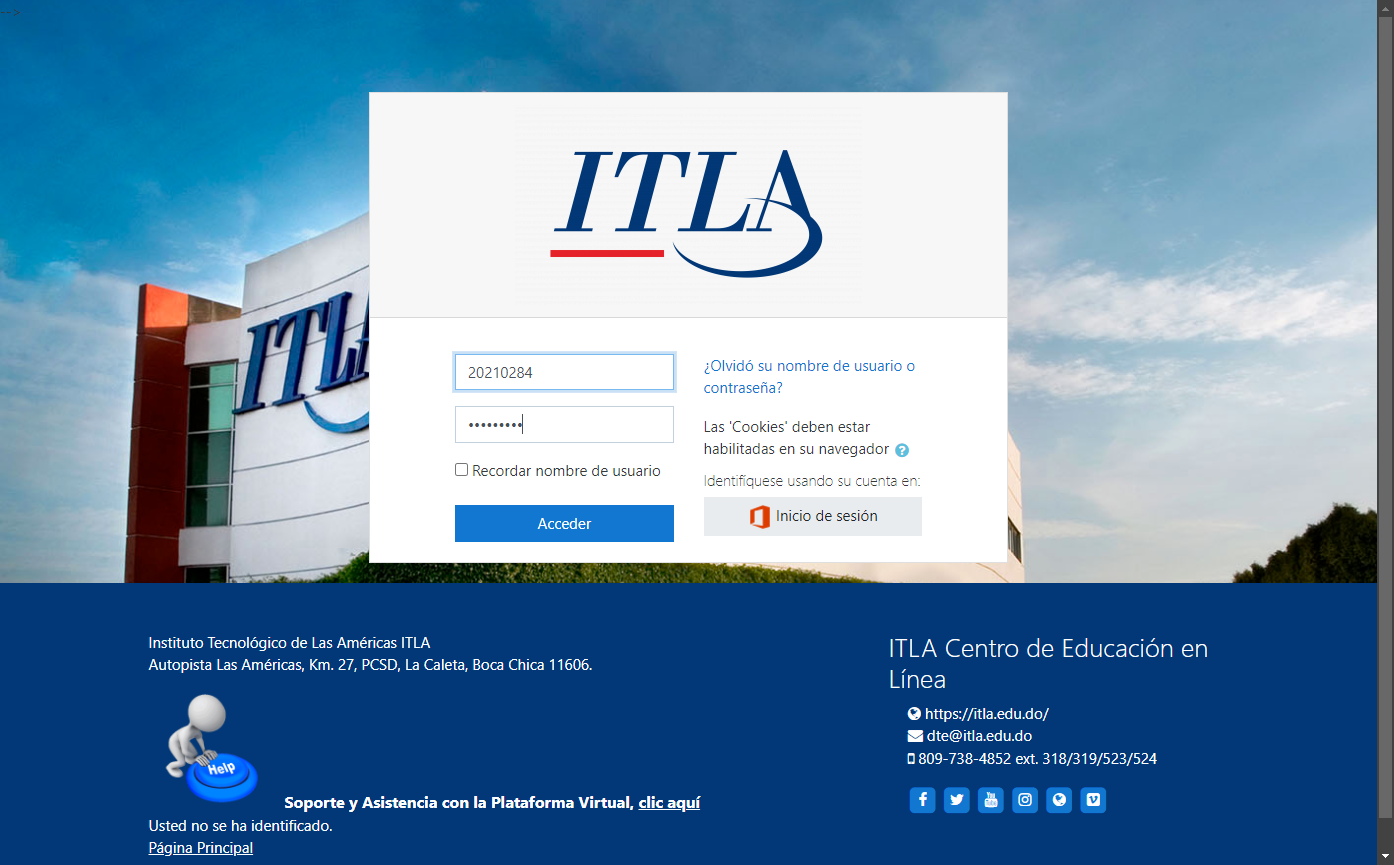 ITLA
ITLA
20210284
•••••••••
Recordar nombre de usuario
Acceder
¿Olvidó su nombre de usuario o
contraseña?
Las 'Cookies' deben estar
habilitadas en su navegador ?
Identifíquese usando su cuenta en:
Inicio de sesión
Instituto Tecnológico de Las Américas ITLA
Autopista Las Américas, Km. 27, PCSD, La Caleta, Boca Chica 11606.
Help
Soporte y Asistencia con la Plataforma Virtual, clic aquí
Usted no se ha identificado.
Página Principal
ITLA Centro de Educación en
Línea
https://itla.edu.do/
dte@itla.edu.do
809-738-4852 ext. 318/319/523/524